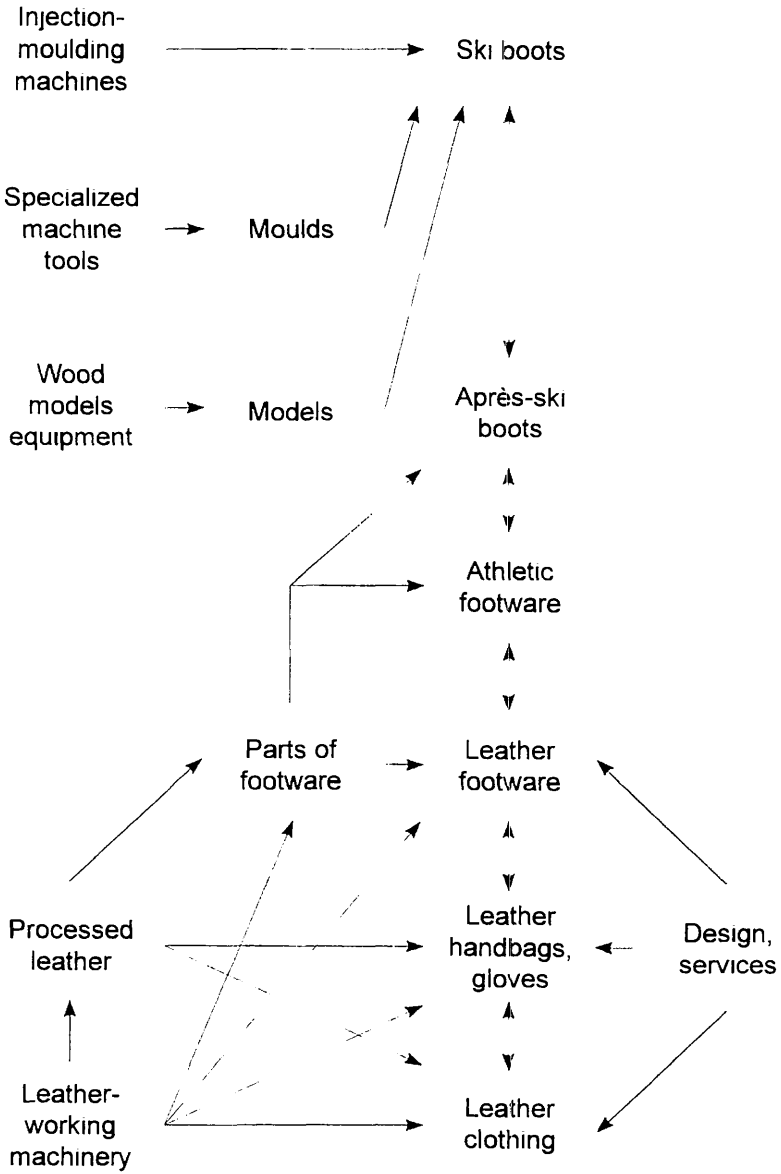 Injection-
moulding
machines
Ski boots
Specialized
machine
tools
Moulds
Wood
models
equipment
Models
Après-ski
boots
Athletic
footware
Parts of
footware
Leather
footware
Processed
leather
Leather
handbags,
gloves
Design,
services
Leather-
working
machinery
Leather
clothing